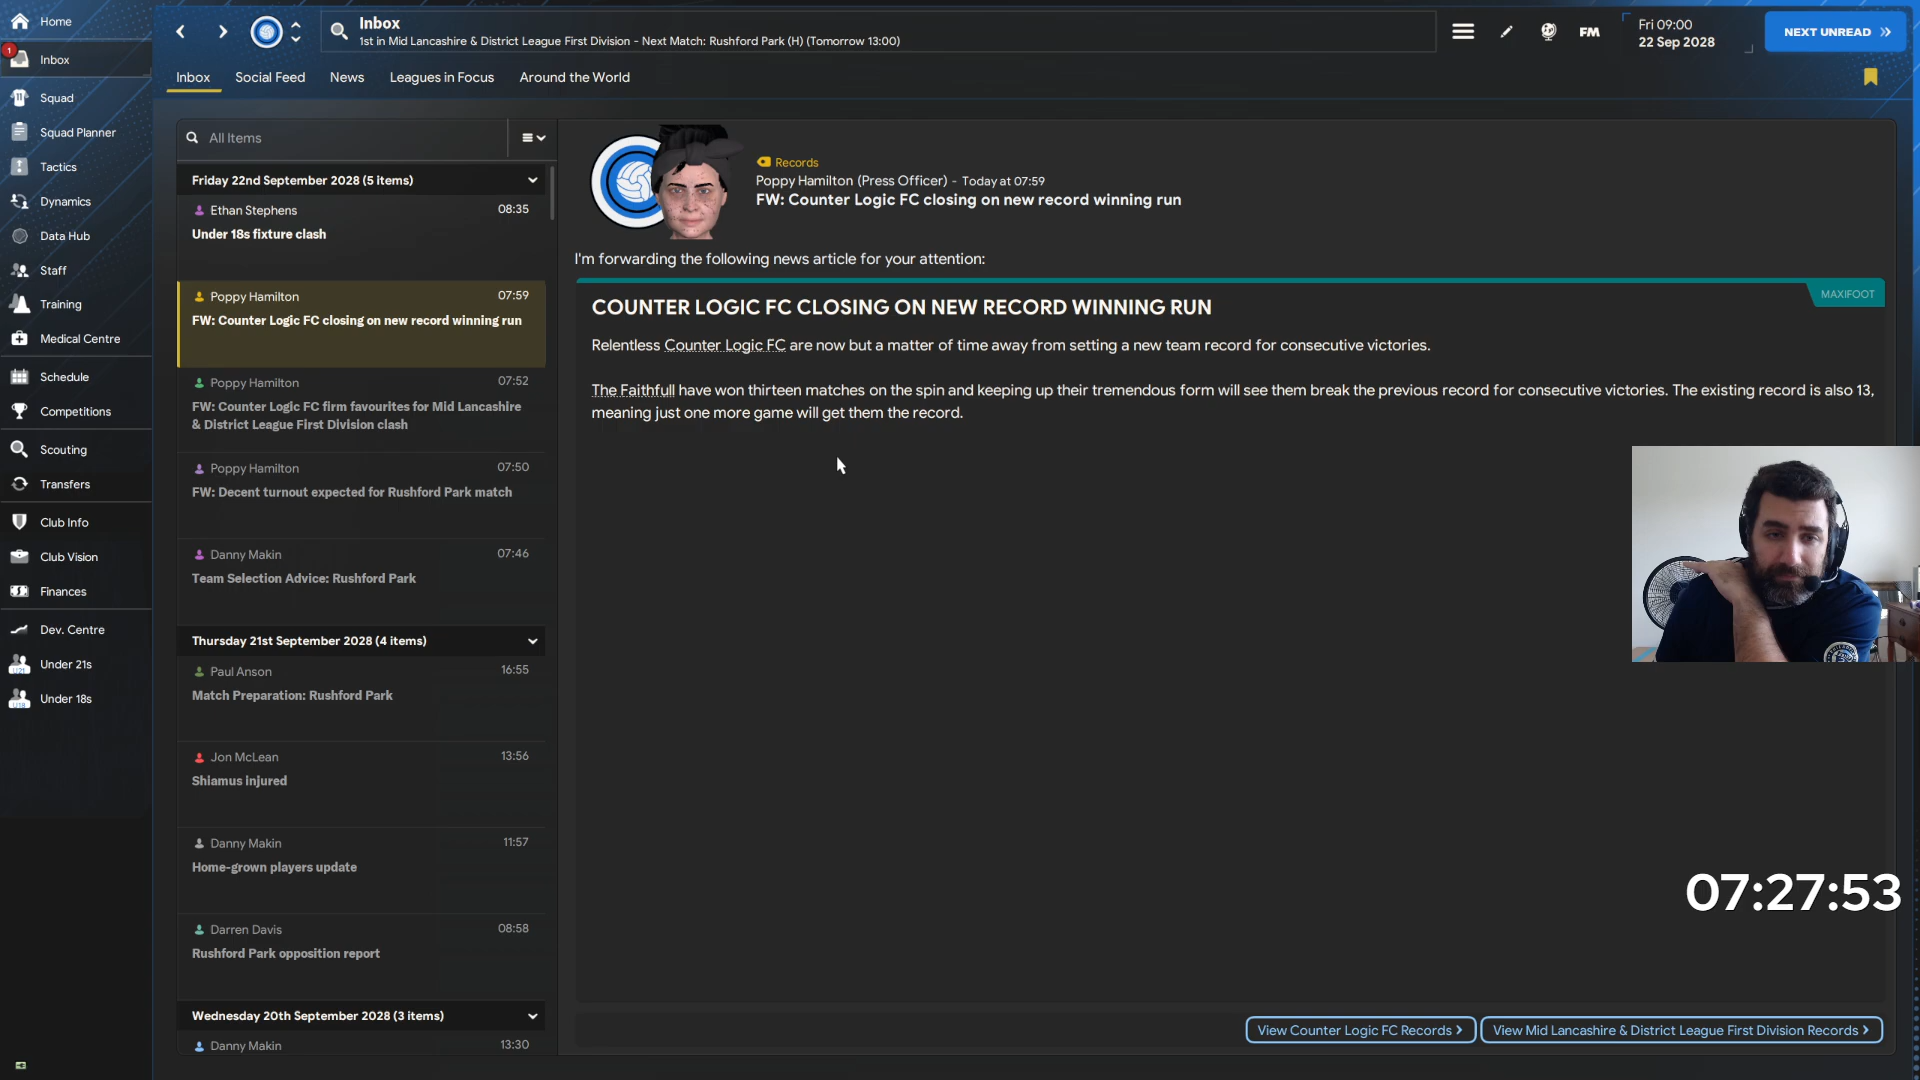 Home
1
Inbox
Squad
Squad Planner
Tactics
Dynamics
Data Hub
Staff
Training
Medical Centre
Schedule
Competitions
Scouting
Transfers
Club Info
Club Vision
Finances
Dev. Centre
Under 21s
Under 18s
Inbox
1st in Mid Lancashire & District League First Division - Next Match: Rushford Park (H) (Tomorrow 13:00)
FM
Fri 09:00
22 Sep 2028
NEXT UNREAD
Inbox Social Feed News Leagues in Focus Around the World
All Items
Friday 22nd September 2028 (5 items)
Ethan Stephens 08:35
Under 18s fixture clash
Poppy Hamilton 07:59
FW: Counter Logic FC closing on new record winning run
Poppy Hamilton 07:52
FW: Counter Logic FC firm favourites for Mid Lancashire
& District League First Division clash
Poppy Hamilton 07:50
FW: Decent turnout expected for Rushford Park match
Danny Makin 07:46
Team Selection Advice: Rushford Park
Thursday 21st September 2028 (4 items)
Paul Anson 16:55
Match Preparation: Rushford Park
Jon McLean 13:56
Shiamus injured
Danny Makin 11:57
Home-grown players update
Darren Davis 08:58
Rushford Park opposition report
Wednesday 20th September 2028 (3 items)
Danny Makin 13:30
Records
Poppy Hamilton (Press Officer) - Today at 07:59
FW: Counter Logic FC closing on new record winning run
I'm forwarding the following news article for your attention:
MAXIFOOT
COUNTER LOGIC FC CLOSING ON NEW RECORD WINNING RUN
Relentless Counter Logic FC are now but a matter of time away from setting a new team record for consecutive victories.
The Faithfull have won thirteen matches on the spin and keeping up their tremendous form will see them break the previous record for consecutive victories. The existing record is also 13,
meaning just one more game will get them the record.
07:27:53
View Counter Logic FC Records >
View Mid Lancashire & District League First Division Records >